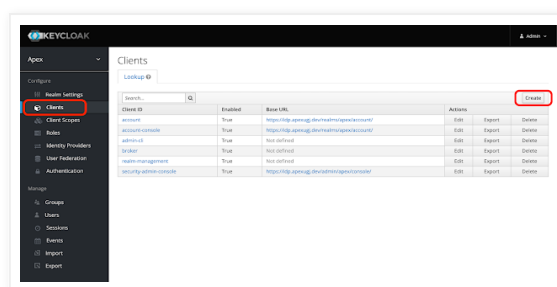 KEYCLOAK
Admin
Apex
Clients
Lookup
Configure
Realm Settings
Clients
Client Scopes
Roles
Identity Providers
User Federation
Authentication
Manage
Groups
Users
Sessions
Events
Import
Export
Search...
Create
Client ID Enabled Base URL Actions
account True https://idp.apexugj.dev/realms/apex/account/ Edit Export Delete
account-console True https://idp.apexugj.dev/realms/apex/account/ Edit Export Delete
admin-cli True Not defined Edit Export Delete
broker True Not defined Edit Export Delete
realm-management True Not defined Edit Export Delete
security-admin-console True https://idp.apexugj.dev/admin/apex/console/ Edit Export Delete